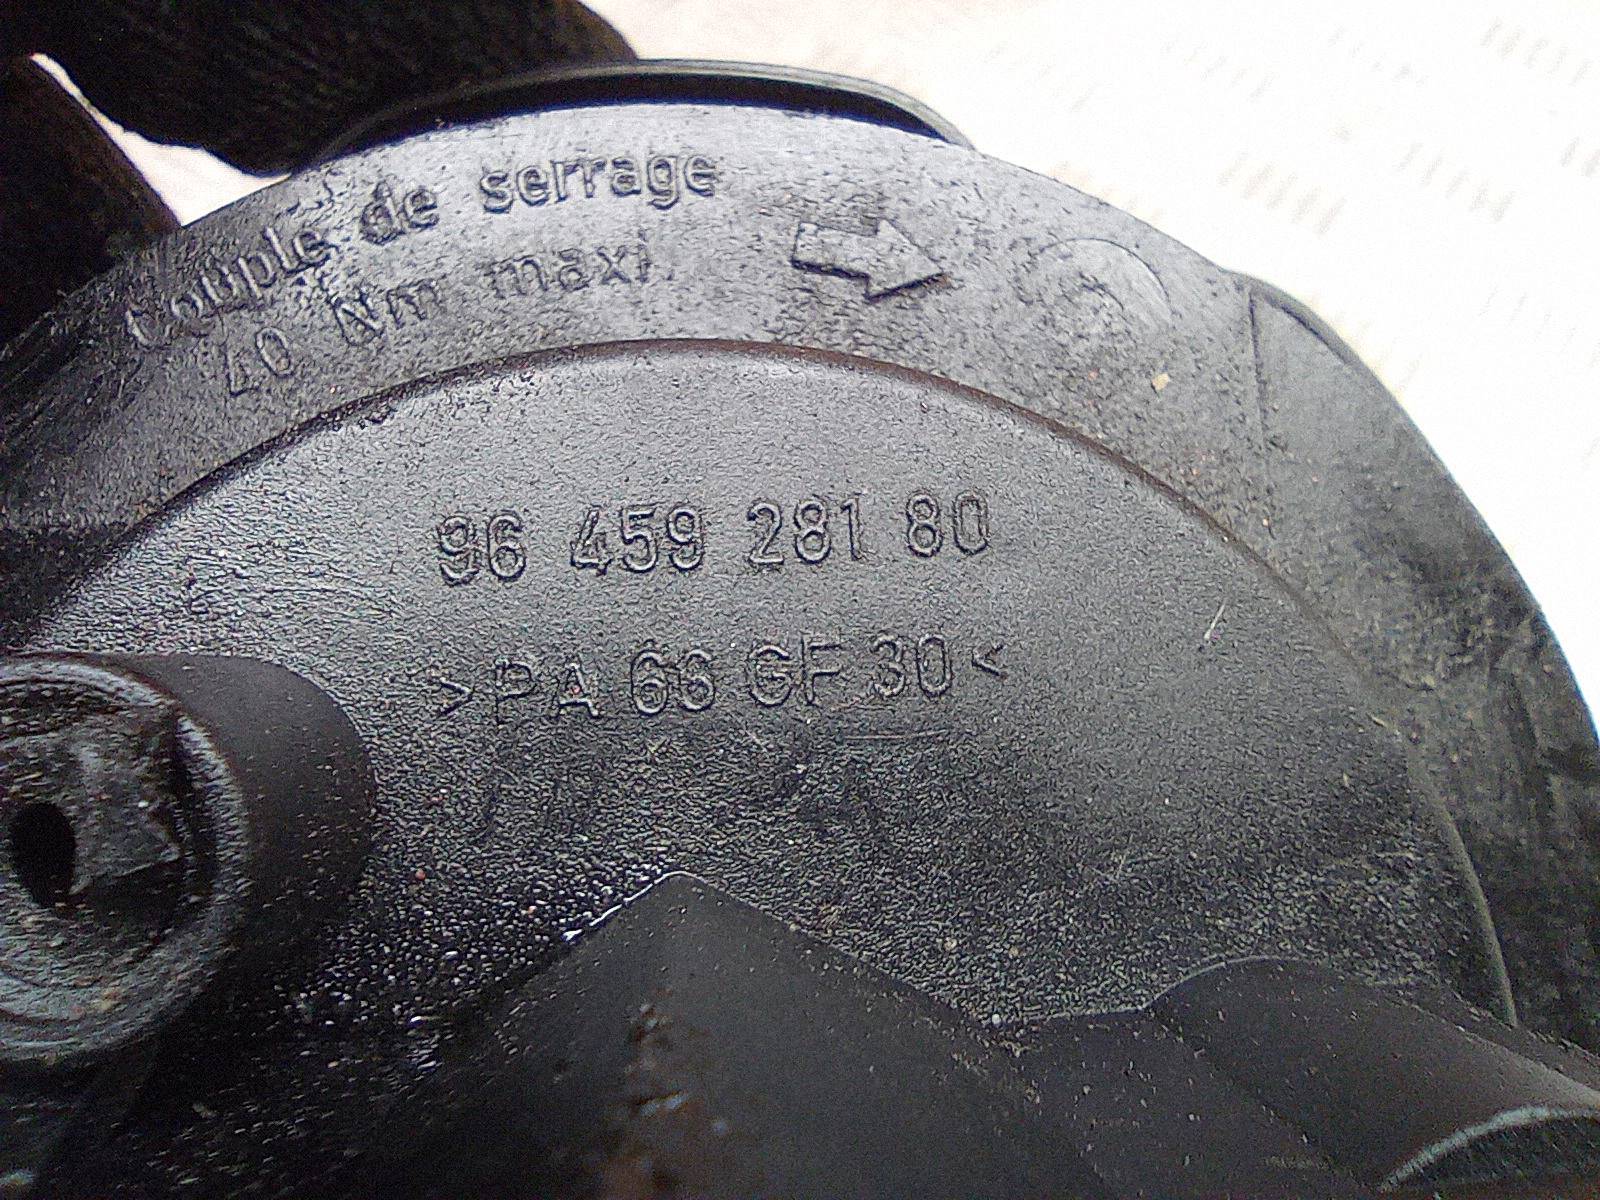 Couple de serrage
40 Nm maxi
96 459 281 80
>PA 66 GF 30<